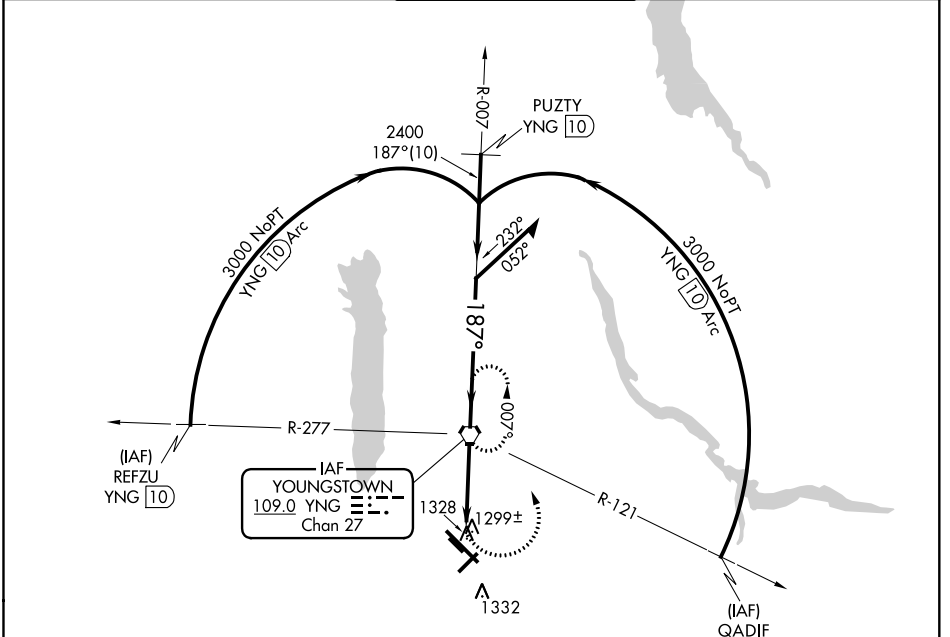 R-007
PUZTY
YNG 10
2400
187°(10)
3000 NoPT
YNG 10 Arc
232°
052°
3000 NoPT
YNG 10 Arc
187°
007°
R-277
(IAF)
REFZU
YNG 10
IAF
YOUNGSTOWN
109.0 YNG
Chan 27
R-121
1328
1299±
1332
(IAF)
QADIF